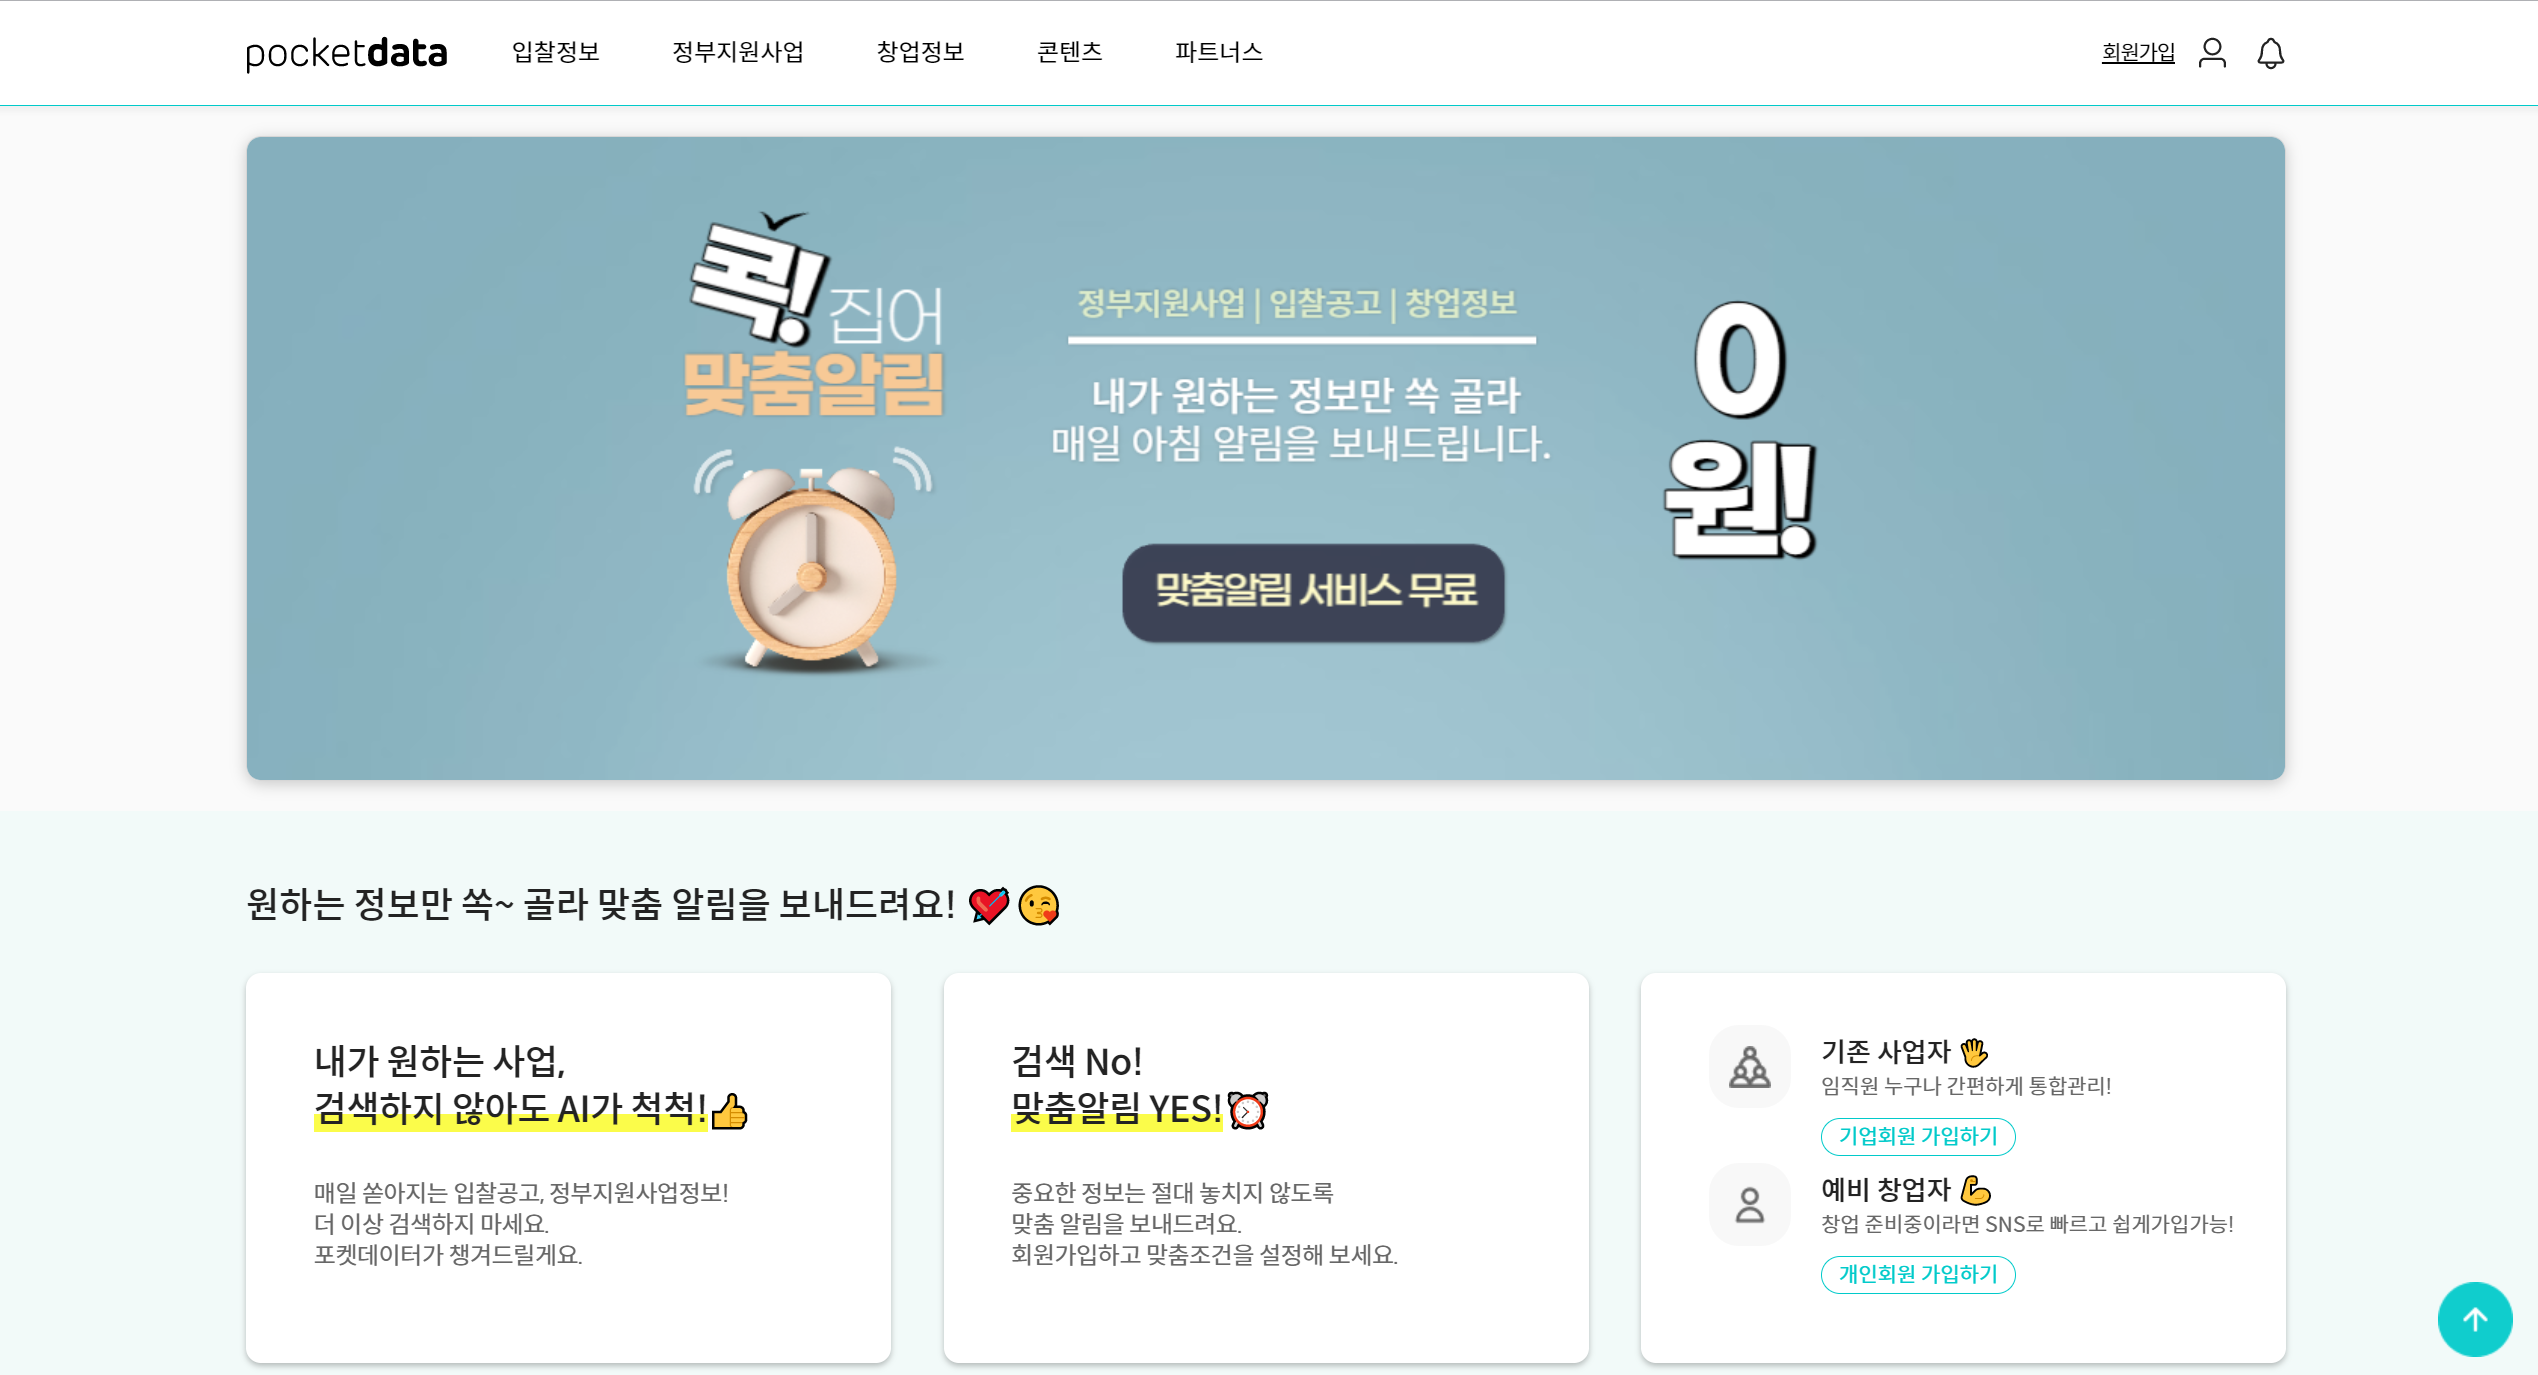 pocketdata
입찰정보
정부지원사업
창업정보
콘텐츠
파트너스
회원가입
콕! 집어
맞춤알림
정부지원사업 | 입찰공고 | 창업정보
내가 원하는 정보만 쏙 골라
매일 아침 알림을 보내드립니다.
맞춤알림 서비스 무료
0
원!
원하는 정보만 쏙~ 골라 맞춤 알림을 보내드려요! 💘😘
내가 원하는 사업,
검색하지 않아도 AI가 척척!👍
매일 쏟아지는 입찰공고, 정부지원사업정보!
더 이상 검색하지 마세요.
포켓데이터가 챙겨드릴게요.
검색 No!
맞춤알림 YES!⏰
중요한 정보는 절대 놓치지 않도록
맞춤 알림을 보내드려요.
회원가입하고 맞춤조건을 설정해 보세요.
기존 사업자 🖐
임직원 누구나 간편하게 통합관리!
기업회원 가입하기
예비 창업자 💪
창업 준비중이라면 SNS로 빠르고 쉽게가입가능!
개인회원 가입하기